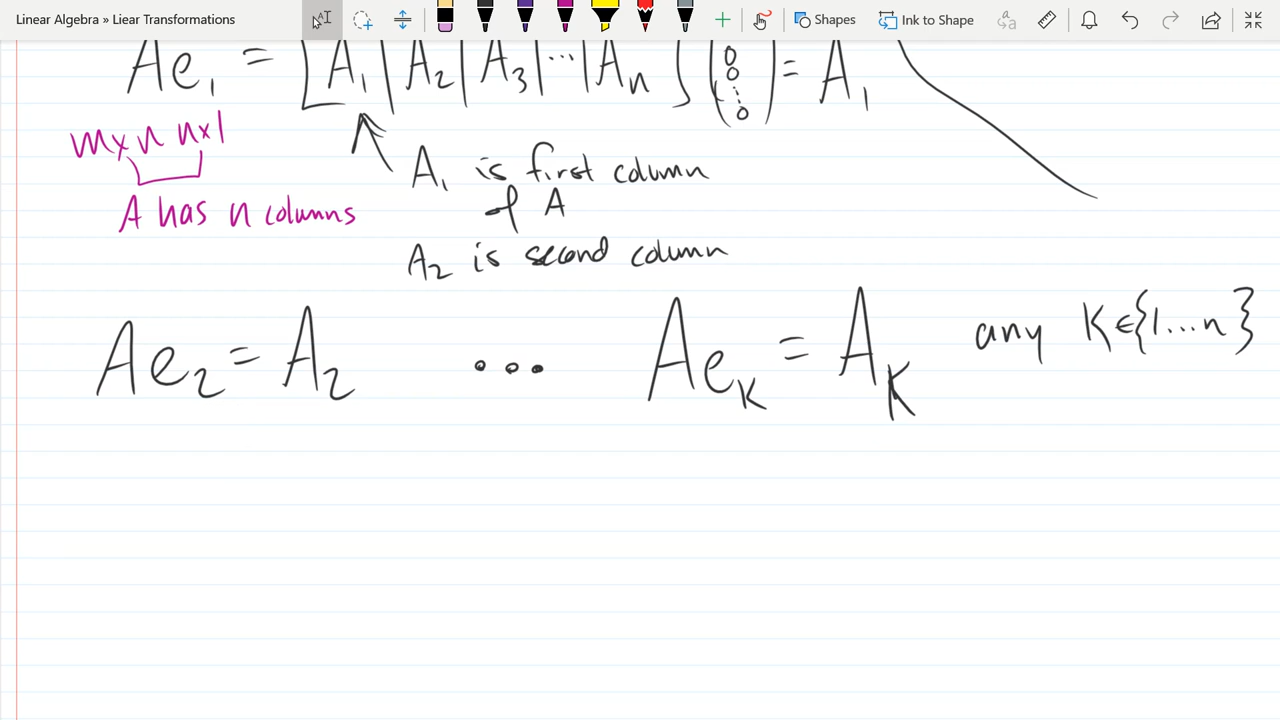 Linear Algebra » Liear Transformations
Shapes
Ink to Shape
Ae₁ = [A₁ | A₂ | A₃ | ... | Aₙ] (0 0 ⋮ 0) = A₁
m×n n×1
A has n columns
A₁ is first column
of A
A₂ is second column
Ae₂ = A₂ ... Aeₖ = Aₖ any K∈{1...n}